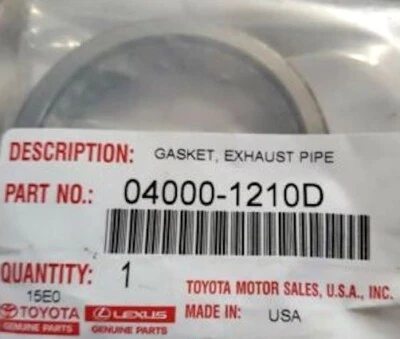 DESCRIPTION: GASKET, EXHAUST PIPE
PART NO.: 04000-1210D
QUANTITY: 1
TOYOTA MOTOR SALES, U.S.A., INC.
15E0
TOYOTA LEXUS MADE IN: USA
GENUINE PARTS GENUINE PARTS